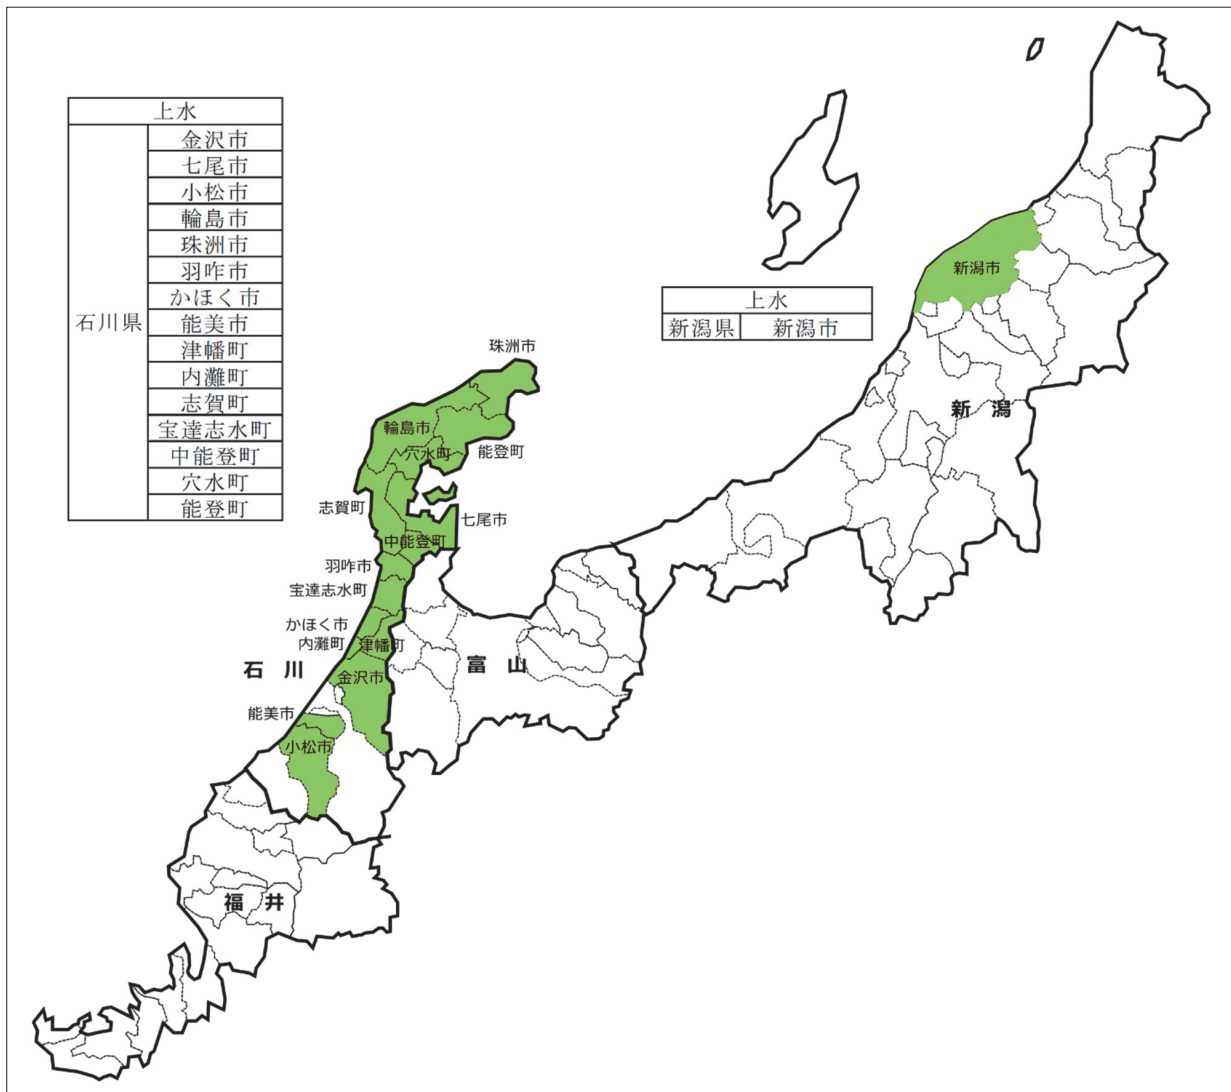 上水
石川県
金沢市
七尾市
小松市
輪島市
珠洲市
羽咋市
かほく市
能美市
津幡町
内灘町
志賀町
宝達志水町
中能登町
穴水町
能登町
上水
新潟県 新潟市
新潟市
新潟
珠洲市
輪島市
穴水町
能登町
志賀町
七尾市
中能登町
羽咋市
宝達志水町
かほく市
内灘町
津幡町
石川
富山
金沢市
能美市
小松市
福井